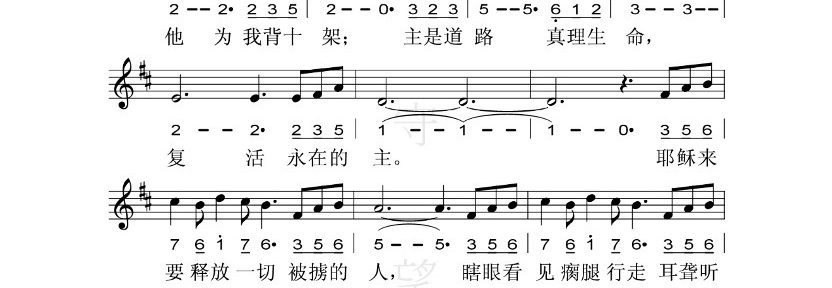 2 - - 2· 2 3 5 2 - 0· 3 2 3 5 - 5· 6 1 2 3 - 3 -
他 为 我背十 架; 主是道 路 真理生 命,
2 - - 2· 2 3 5 1 - - 1 - - 1 - - 0· 3 5 6
复 活 永在的 主。 耶稣来
7 6 1 7 6· 3 5 6 5 - - 5· 3 5 6 7 6 1 7 6· 3 5 6
要 释放一切 被掳的 人, 瞎眼看 见 瘸腿行走 耳聋听